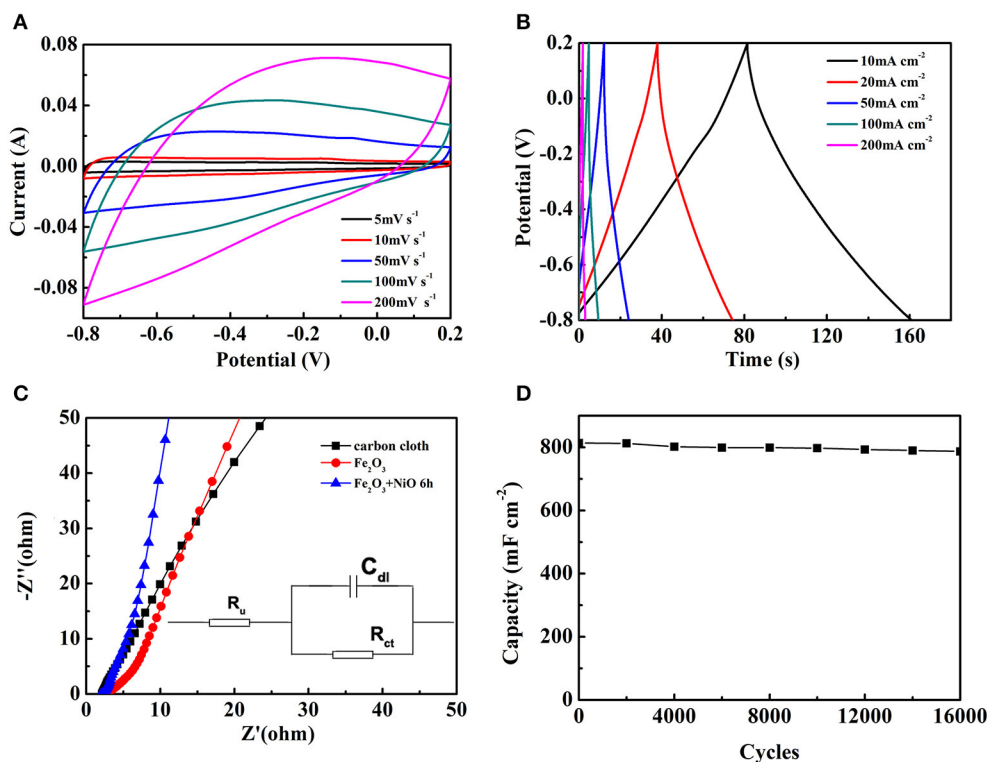 A
0.08
0.04
0.00
-0.04
-0.08
Current (A)
-0.8
-0.6
-0.4
-0.2
0.0
0.2
Potential (V)
5mV s⁻¹
10mV s⁻¹
50mV s⁻¹
100mV s⁻¹
200mV s⁻¹
B
0.2
0.0
-0.2
-0.4
-0.6
-0.8
Potential (V)
0
40
80
120
160
Time (s)
10mA cm⁻²
20mA cm⁻²
50mA cm⁻²
100mA cm⁻²
200mA cm⁻²
C
50
40
30
20
10
0
-Z''(ohm)
0
10
20
30
40
50
Z'(ohm)
carbon cloth
Fe₂O₃
Fe₂O₃+NiO 6h
Cdl
Ru
Rct
D
800
600
400
200
0
Capacity (mF cm⁻²)
0
4000
8000
12000
16000
Cycles